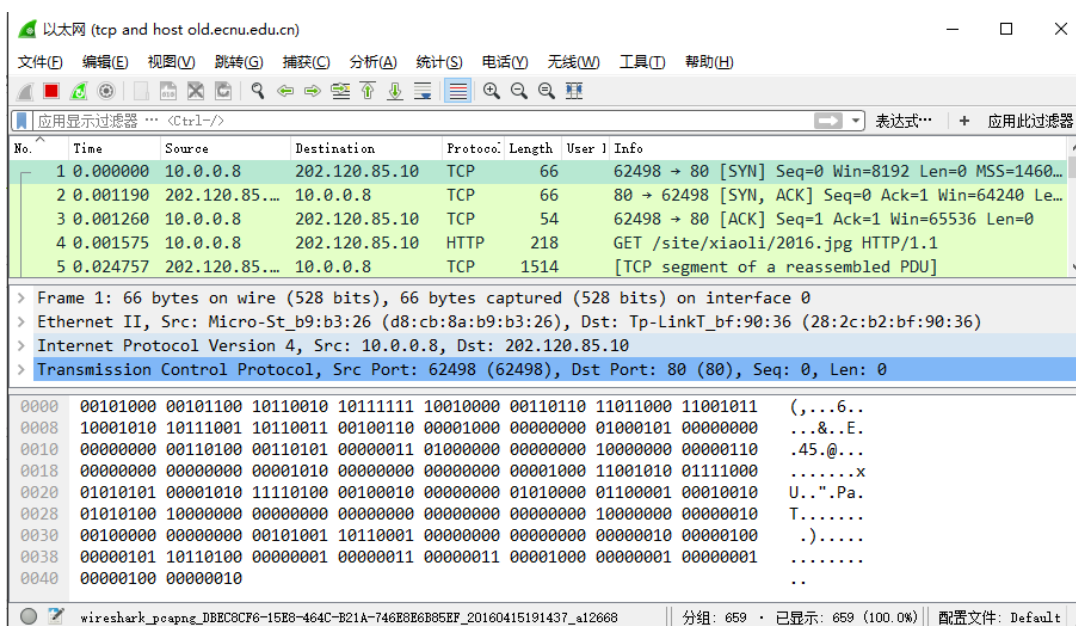 以太网 (tcp and host old.ecnu.edu.cn)
文件(F) 编辑(E) 视图(V) 跳转(G) 捕获(C) 分析(A) 统计(S) 电话(Y) 无线(W) 工具(T) 帮助(H)
应用显示过滤器 … <Ctrl-/> 表达式… + 应用此过滤器
No. Time Source Destination Protocol Length User Info
1 0.000000 10.0.0.8 202.120.85.10 TCP 66 62498 → 80 [SYN] Seq=0 Win=8192 Len=0 MSS=1460…
2 0.001190 202.120.85.… 10.0.0.8 TCP 66 80 → 62498 [SYN, ACK] Seq=0 Ack=1 Win=64240 Le…
3 0.001260 10.0.0.8 202.120.85.10 TCP 54 62498 → 80 [ACK] Seq=1 Ack=1 Win=65536 Len=0
4 0.001575 10.0.0.8 202.120.85.10 HTTP 218 GET /site/xiaoli/2016.jpg HTTP/1.1
5 0.024757 202.120.85.… 10.0.0.8 TCP 1514 [TCP segment of a reassembled PDU]
> Frame 1: 66 bytes on wire (528 bits), 66 bytes captured (528 bits) on interface 0
> Ethernet II, Src: Micro-St_b9:b3:26 (d8:cb:8a:b9:b3:26), Dst: Tp-LinkT_bf:90:36 (28:2c:b2:bf:90:36)
> Internet Protocol Version 4, Src: 10.0.0.8, Dst: 202.120.85.10
> Transmission Control Protocol, Src Port: 62498 (62498), Dst Port: 80 (80), Seq: 0, Len: 0
0000 00101000 00101100 10110010 10111111 10010000 00110110 11011000 11001011 (,...6..
0008 10001010 10111001 10110011 00100110 00001000 00000000 01000101 00000000 ...&..E.
0010 00000000 00110100 00110101 00000011 01000000 00000000 10000000 00000110 .45.@...
0018 00000000 00000000 00001010 00000000 00000000 00001000 11001010 01111000 .......x
0020 01010101 00001010 11110100 00100010 00000000 01010000 01100001 00010010 U..".Pa.
0028 01010100 10000000 00000000 00000000 00000000 00000000 10000000 00000010 T.......
0030 00100000 00000000 00101001 10110001 00000000 00000000 00000010 00000100 .).....
0038 00000101 10110100 00000001 00000011 00000011 00001000 00000001 00000001 ........
0040 00000100 00000010 ..
wireshark_pcapng_DBEC8CF6-15E8-464C-B21A-746E8E6B85EF_20160415191437_a12668 分组: 659 · 已显示: 659 (100.0%) 配置文件: Default